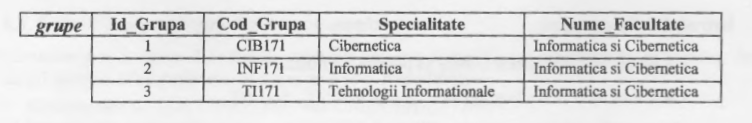 grupe Id_Grupa Cod_Grupa Specialitate Nume_Facultate
1 CIB171 Cibernetica Informatica si Cibernetica
2 INF171 Informatica Informatica si Cibernetica
3 TI171 Tehnologii Informationale Informatica si Cibernetica